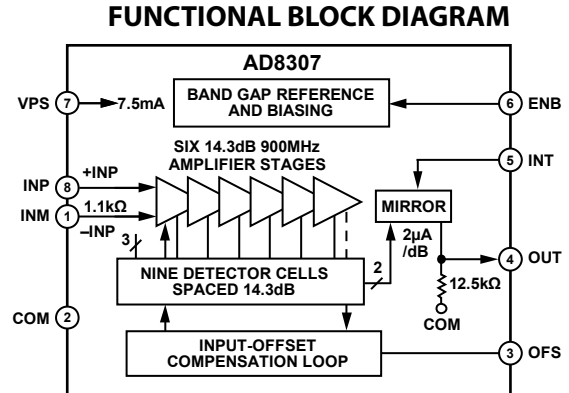 FUNCTIONAL BLOCK DIAGRAM
AD8307
VPS 7 7.5mA
BAND GAP REFERENCE
AND BIASING
6 ENB
SIX 14.3dB 900MHz
AMPLIFIER STAGES
5 INT
INP 8 +INP
INM 1 1.1kΩ
–INP
3
MIRROR
2µA
/dB
4 OUT
NINE DETECTOR CELLS
SPACED 14.3dB
2
12.5kΩ
COM
COM 2
INPUT-OFFSET
COMPENSATION LOOP
3 OFS